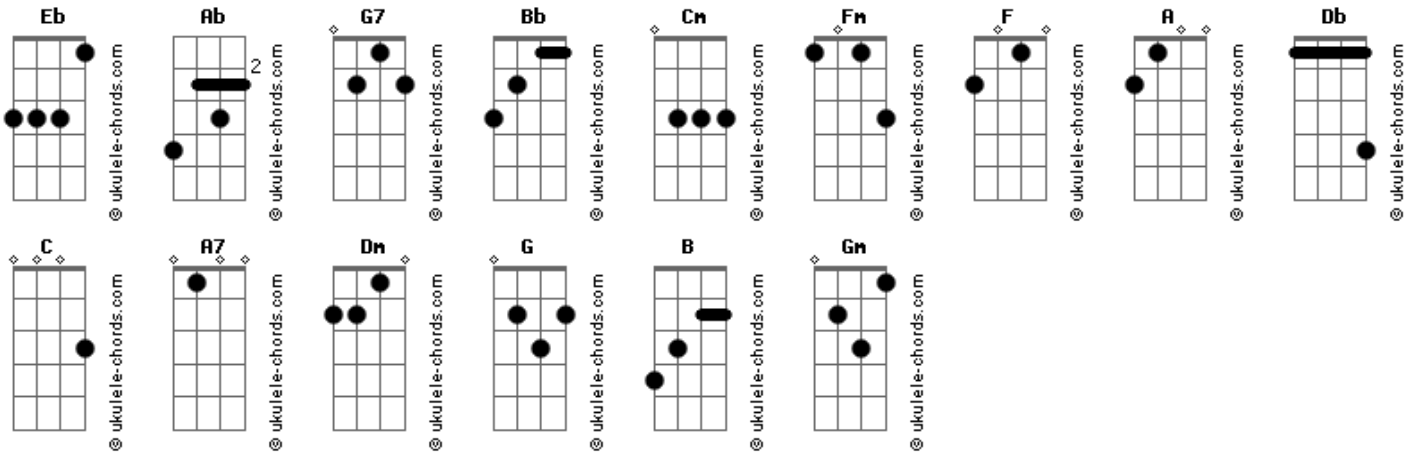 Eb Ab G7 Bb Cm Fm F A Db
2
© ukulele-chords.com © ukulele-chords.com © ukulele-chords.com © ukulele-chords.com © ukulele-chords.com © ukulele-chords.com © ukulele-chords.com © ukulele-chords.com © ukulele-chords.com
C A7 Dm G B Gm
© ukulele-chords.com © ukulele-chords.com © ukulele-chords.com © ukulele-chords.com © ukulele-chords.com © ukulele-chords.com